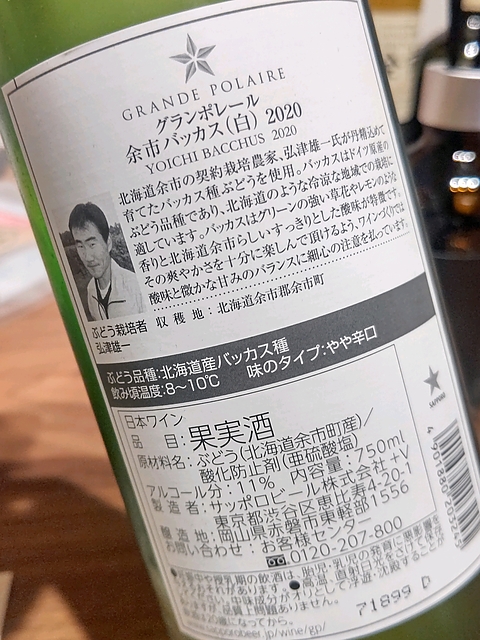 GRANDE POLAIRE
グランポレール
余市バッカス(白) 2020
YOICHI BACCHUS 2020
北海道余市の契約栽培農家、弘津雄一氏が丹精込めて
育てたバッカス種ぶどうを使用。バッカスはドイツ原産の
ぶどう品種であり、北海道のような冷涼な地域での栽培に
適しています。バッカスはグリーンの強い草花やレモンのような
香りと北海道余市らしいすっきりとした酸味が特徴です。
その爽やかさを十分に楽しんで頂けるよう、ワインづくりでは
酸味と微かな甘みのバランスに細心の注意を払っています。
収穫地:北海道余市郡余市町
ぶどう栽培者
弘津雄一
ぶどう品種:北海道産バッカス種
飲み頃温度:8~10℃ 味のタイプ:やや辛口
日本ワイン
品目:果実酒
原材料名:ぶどう(北海道余市町産)/
酸化防止剤(亜硫酸塩)
アルコール分:11% 内容量:750ml
製造者:サッポロビール株式会社+V
東京都渋谷区恵比寿4-20-1
醸造地:岡山県赤磐市東軽部1556
お問い合わせ:お客様センター
0120-207-800
SAPPORO
71899 D